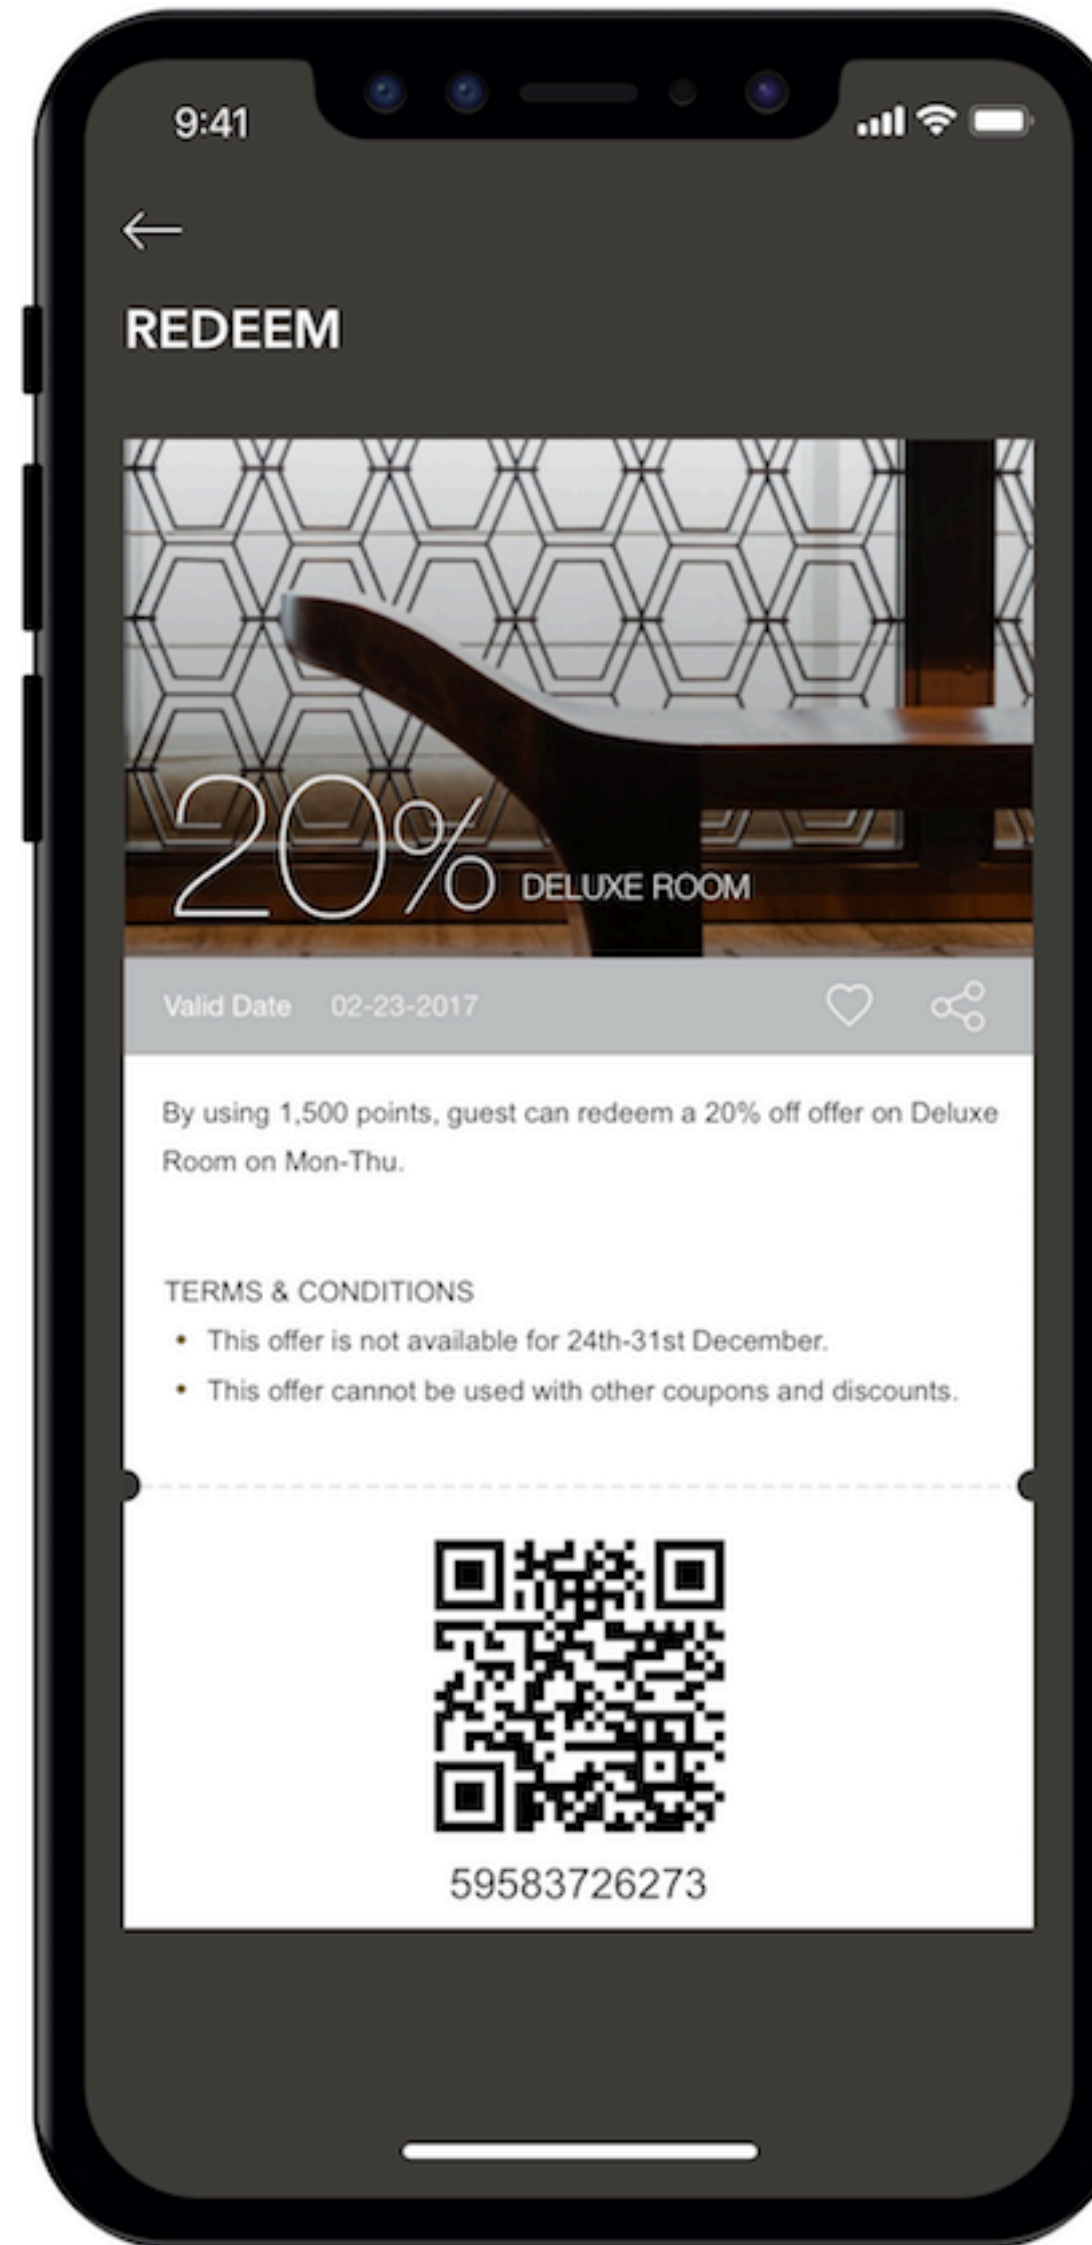 9:41
REDEEM
20% DELUXE ROOM
Valid Date 02-23-2017
By using 1,500 points, guest can redeem a 20% off offer on Deluxe
Room on Mon-Thu.
TERMS & CONDITIONS
• This offer is not available for 24th-31st December.
• This offer cannot be used with other coupons and discounts.
59583726273